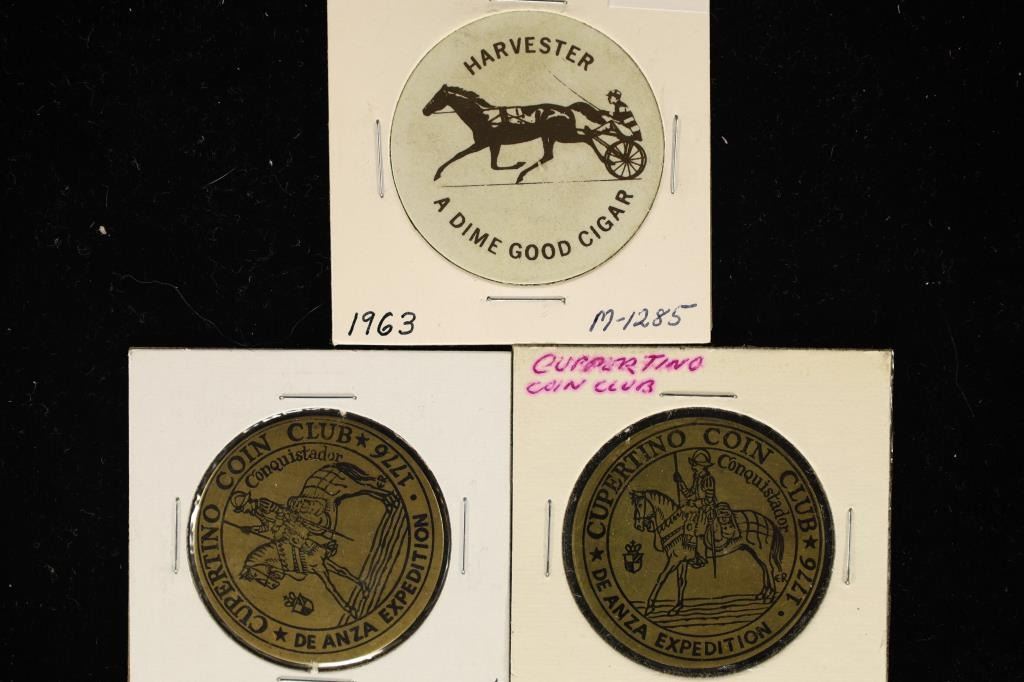 HARVESTER
A DIME GOOD CIGAR
1963
M-1285
CUPERTINO COIN CLUB ★ 1776 ·
Conquistador
★ DE ANZA EXPEDITION
CUPPERTINO
COIN CLUB
★ CUPERTINO COIN CLUB ★
Conquistador
ER
DE ANZA EXPEDITION · 1776